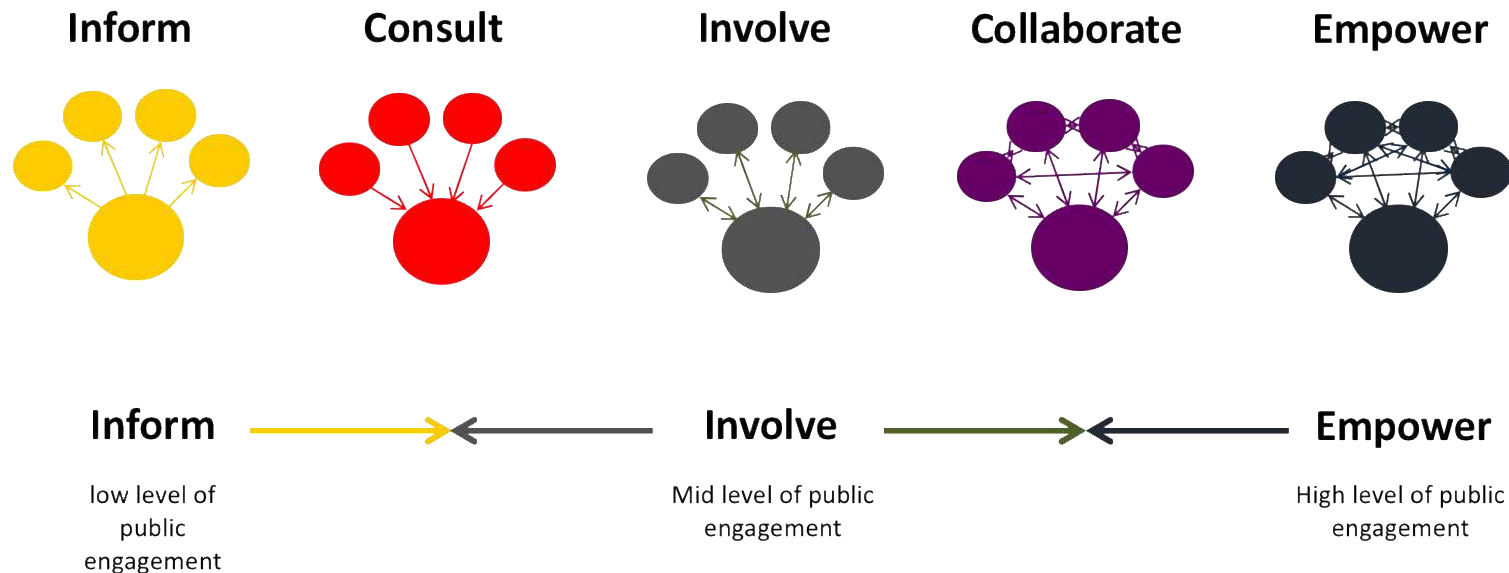 Inform
Consult
Involve
Collaborate
Empower
Inform
Involve
Empower
low level of
public
engagement
Mid level of public
engagement
High level of public
engagement